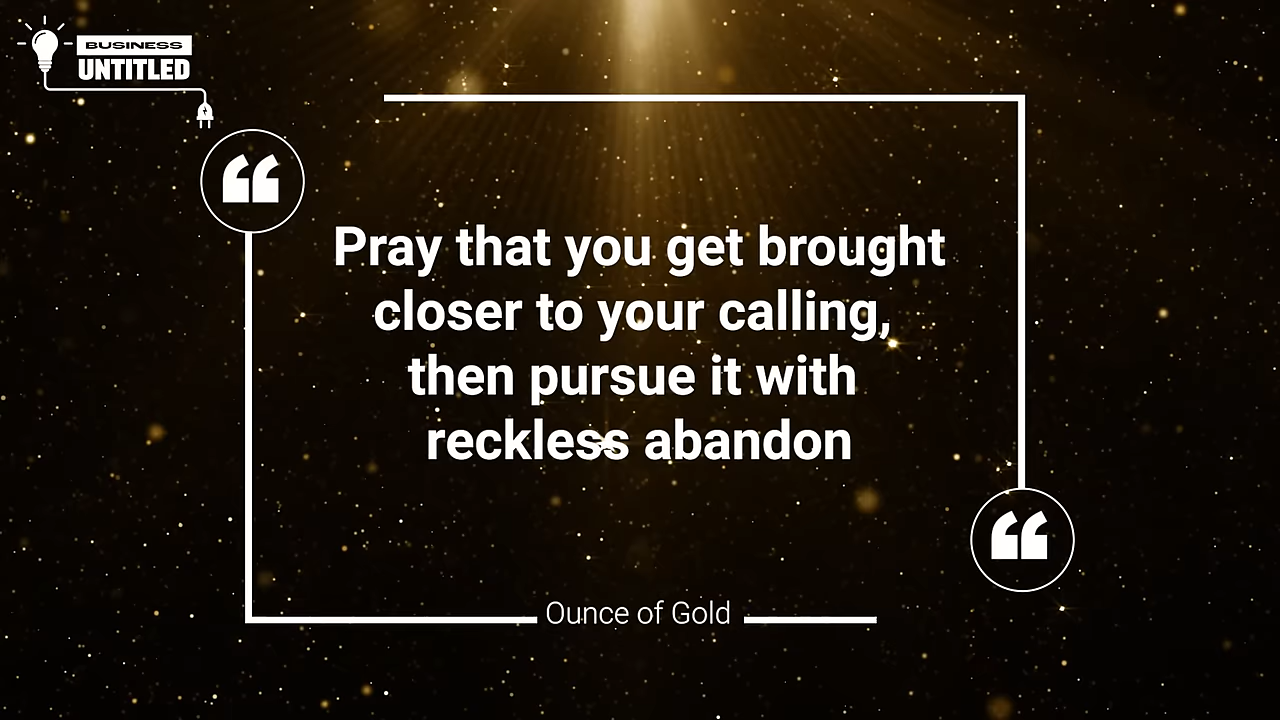 BUSINESS
UNTITLED
“
Pray that you get brought
closer to your calling,
then pursue it with
reckless abandon
“
Ounce of Gold